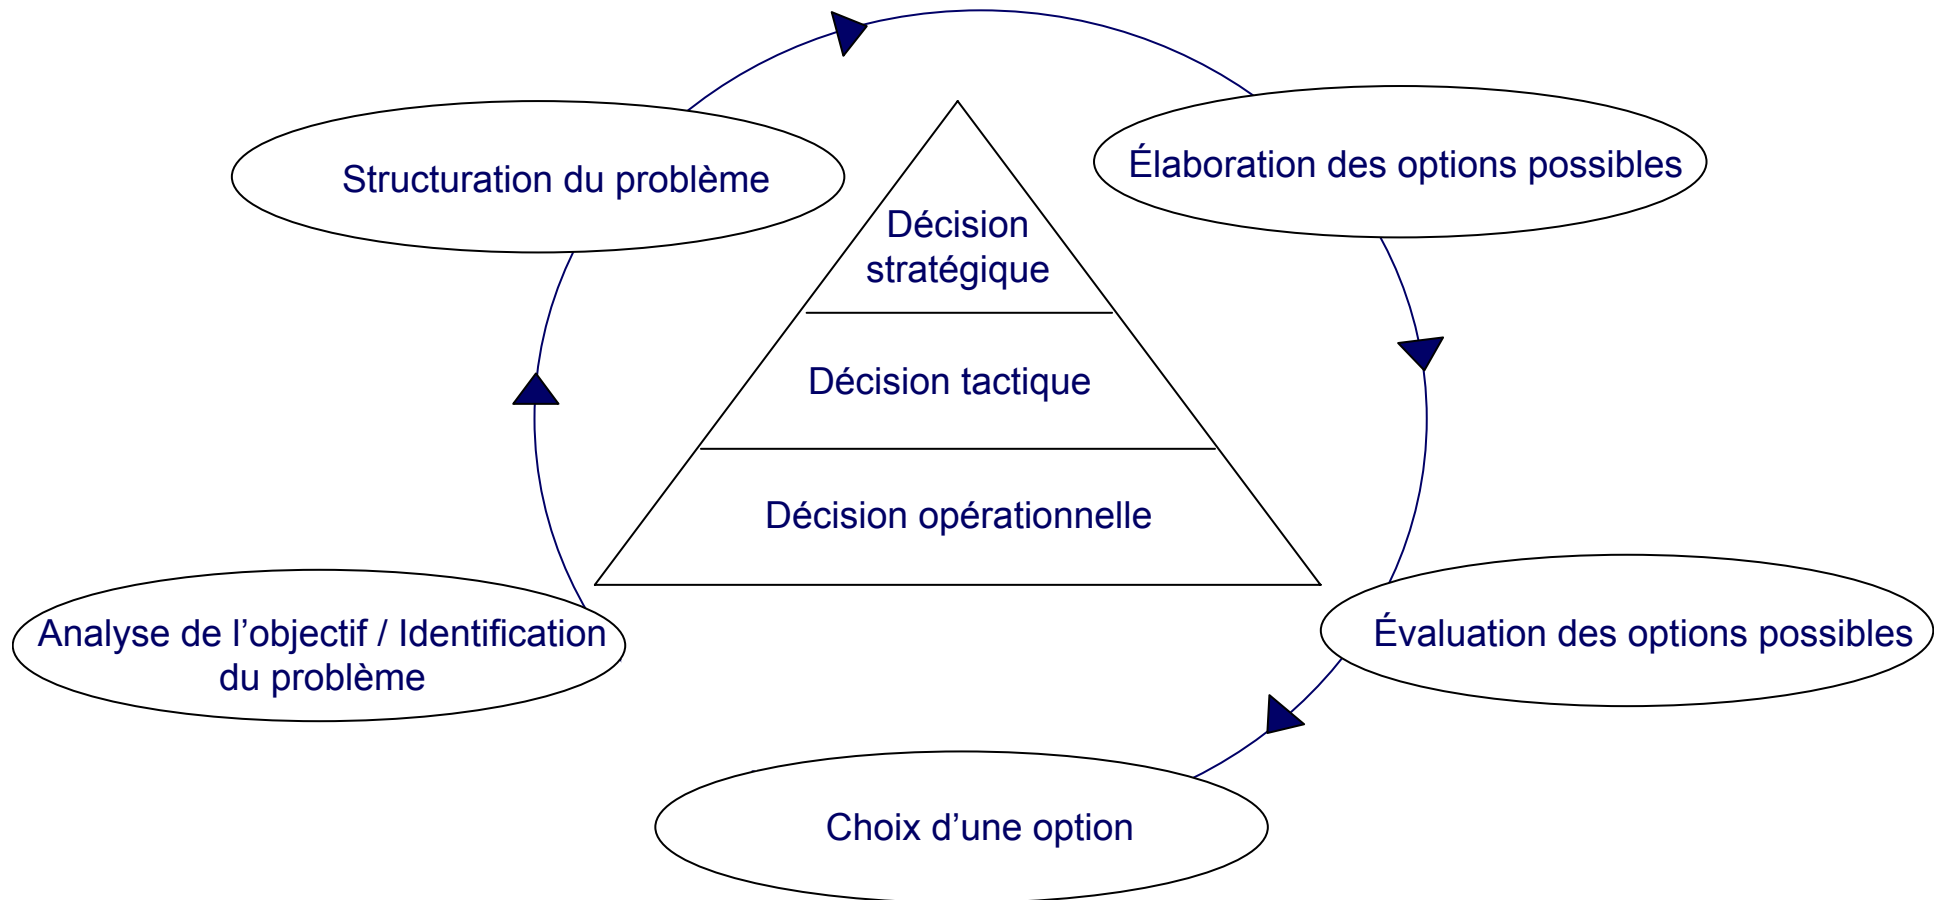 Structuration du problème
Élaboration des options possibles
Décision
stratégique
Décision tactique
Décision opérationnelle
Analyse de l’objectif / Identification
du problème
Évaluation des options possibles
Choix d’une option